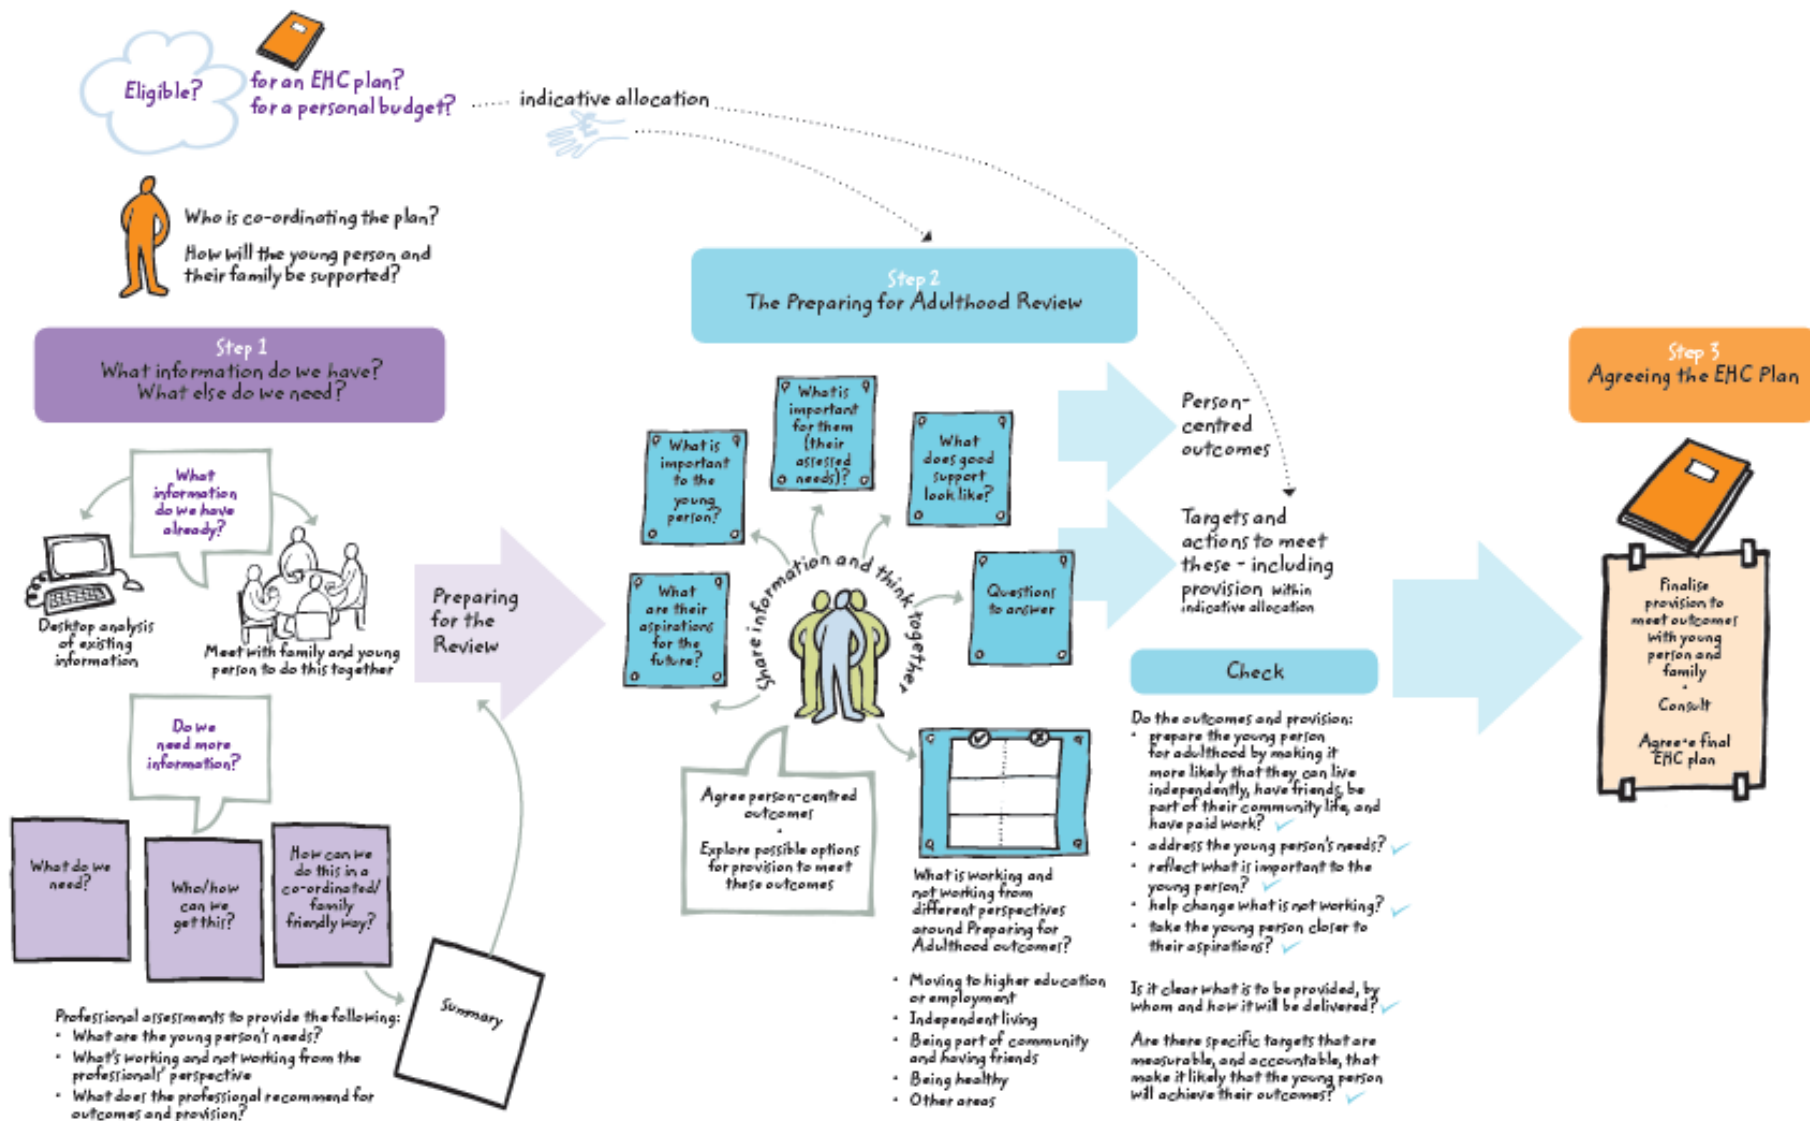 Eligible?
for an EHC plan?
for a personal budget?
indicative allocation
£
Who is co-ordinating the plan?
How will the young person and
their family be supported?
Step 1
What information do we have?
What else do we need?
What
information
do we have
already?
Desktop analysis
of existing
information
Meet with family and young
person to do this together
Do we
need more
information?
What do we
need?
Who/how
can we
get this?
How can we
do this in a
co-ordinated/
family
friendly way?
Professional assessments to provide the following:
• What are the young person's needs?
• What's working and not working from the
professionals' perspective
• What does the professional recommend for
outcomes and provision?
Summary
Preparing
for the
Review
Step 2
The Preparing for Adulthood Review
What
are their
aspirations
for the
future?
What is
important
to the
young
person?
What is
important
for them
(their
assessed
needs)?
What
does good
support
look like?
Questions
to answer
Share information and think together
Agree person-centred
outcomes
•
Explore possible options
for provision to meet
these outcomes
What is working and
not working from
different perspectives
around Preparing for
Adulthood outcomes?
• Moving to higher education
or employment
• Independent living
• Being part of community
and having friends
• Being healthy
• Other areas
Person-
centred
outcomes
Targets and
actions to meet
these - including
provision within
indicative allocation
Check
Do the outcomes and provision:
• prepare the young person
for adulthood by making it
more likely that they can live
independently, have friends, be
part of their community life, and
have paid work? ✓
• address the young person's needs? ✓
• reflect what is important to the
young person? ✓
• help change what is not working? ✓
• take the young person closer to
their aspirations? ✓
Is it clear what is to be provided, by
whom and how it will be delivered? ✓
Are there specific targets that are
measurable, and accountable, that
make it likely that the young person
will achieve their outcomes? ✓
Step 3
Agreeing the EHC Plan
Finalise
provision to
meet outcomes
with young
person and
family
•
Consult
Agree a final
EHC plan